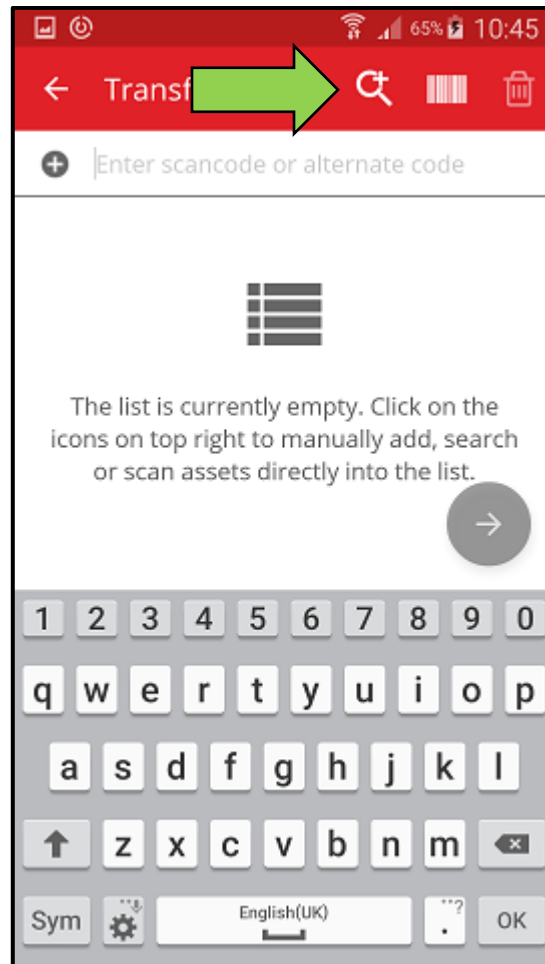 65% 10:45
Transf
Enter scancode or alternate code
The list is currently empty. Click on the
icons on top right to manually add, search
or scan assets directly into the list.
1 2 3 4 5 6 7 8 9 0
q w e r t y u i o p
a s d f g h j k l
z x c v b n m
Sym English(UK) ..? . OK